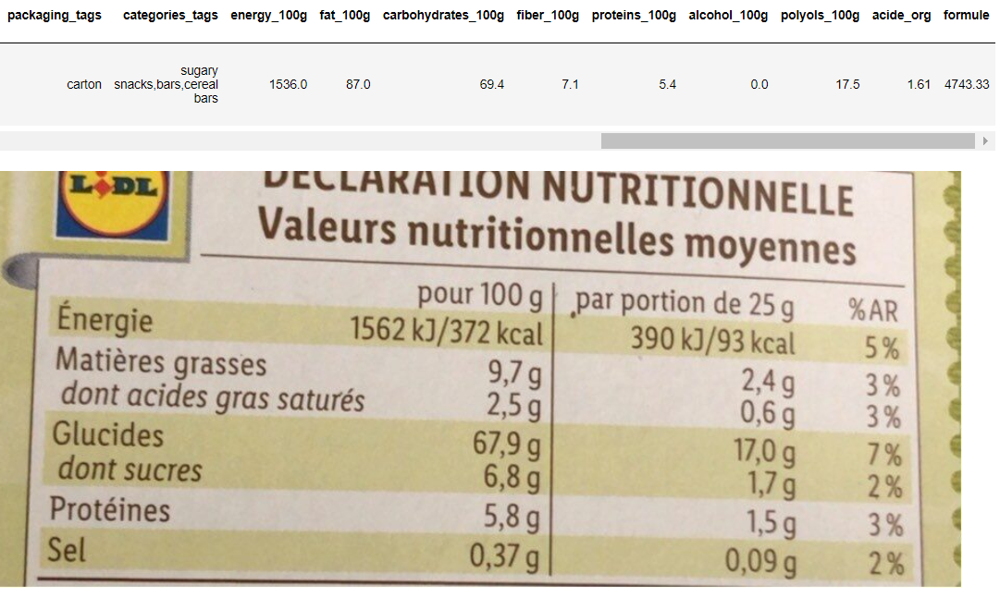 packaging_tags categories_tags energy_100g fat_100g carbohydrates_100g fiber_100g proteins_100g alcohol_100g polyols_100g acide_org formule
carton sugary snacks,bars,cereal bars 1536.0 87.0 69.4 7.1 5.4 0.0 17.5 1.61 4743.33
LIDL
DÉCLARATION NUTRITIONNELLE
Valeurs nutritionnelles moyennes
pour 100 g par portion de 25 g %AR
Énergie 1562 kJ/372 kcal 390 kJ/93 kcal 5%
Matières grasses 9,7 g 2,4 g 3%
dont acides gras saturés 2,5 g 0,6 g 3%
Glucides 67,9 g 17,0 g 7%
dont sucres 6,8 g 1,7 g 2%
Protéines 5,8 g 1,5 g 3%
Sel 0,37 g 0,09 g 2%